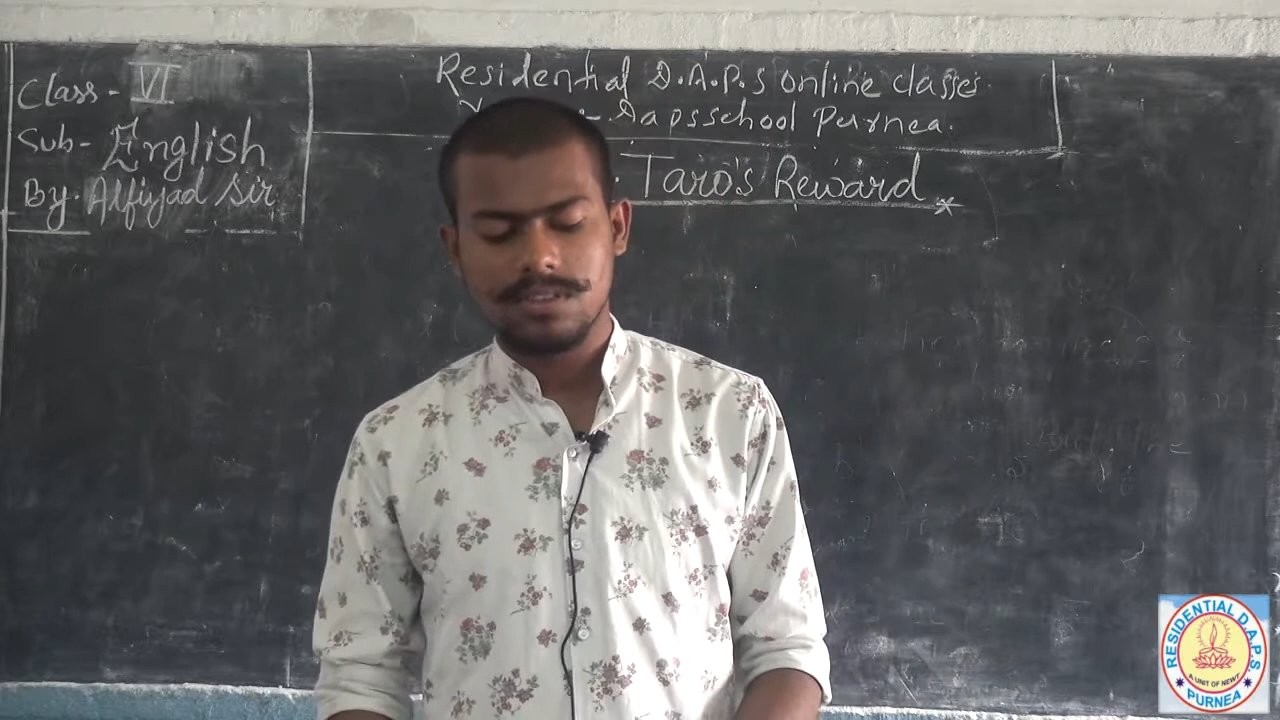 Class - VI
Sub - English
By. Alfiyad Sir
Residential D.A.P.S online classes
- Dapsschool Purnea.
Taro's Reward
RESIDENTIAL D.A.P.S
A UNIT OF NEWT
PURNEA